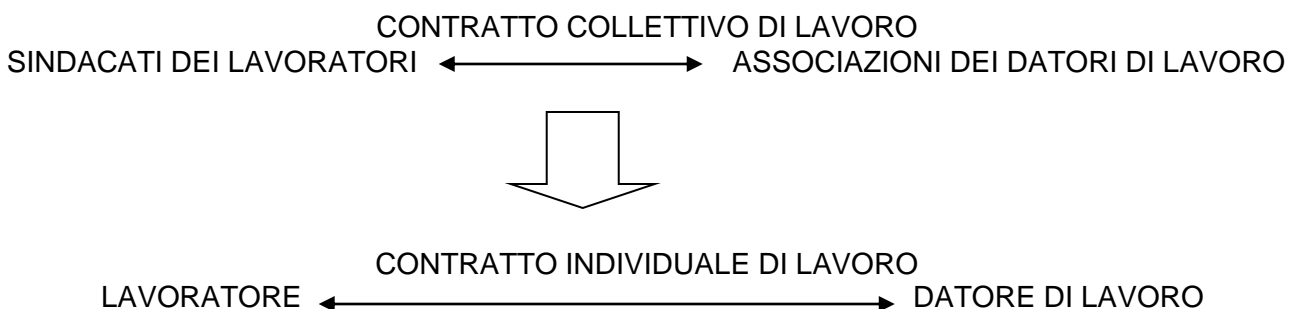 CONTRATTO COLLETTIVO DI LAVORO
SINDACATI DEI LAVORATORI ASSOCIAZIONI DEI DATORI DI LAVORO
CONTRATTO INDIVIDUALE DI LAVORO
LAVORATORE DATORE DI LAVORO